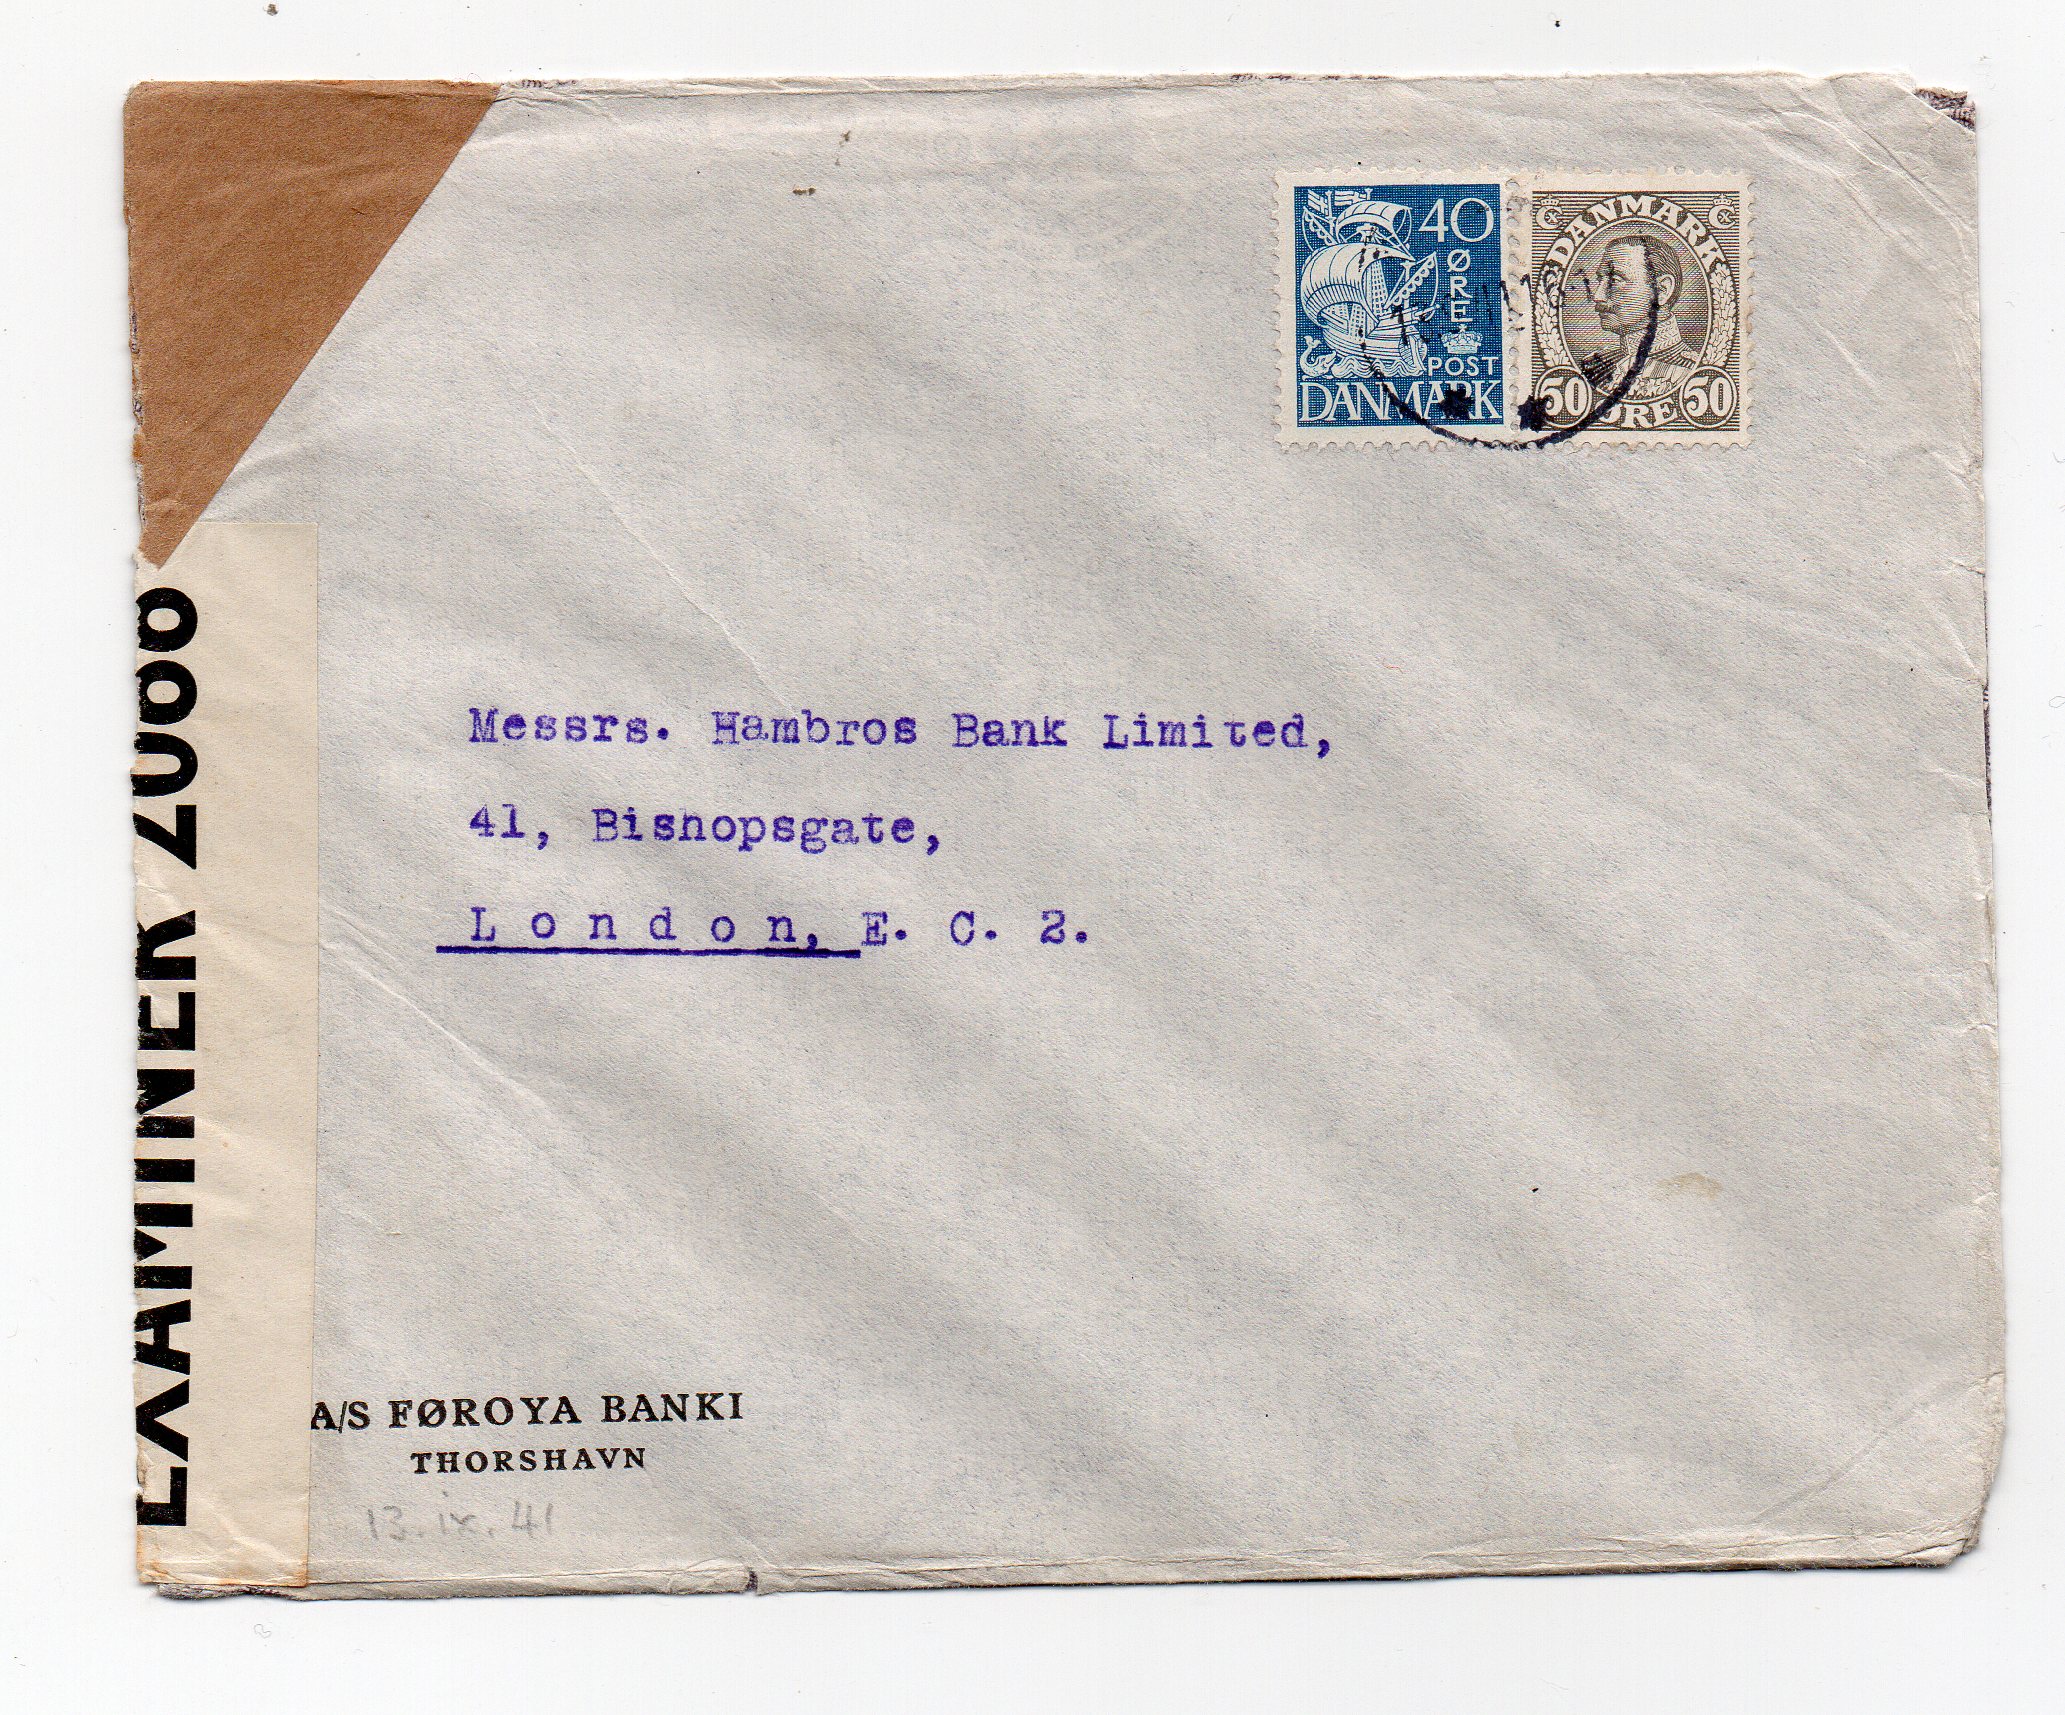 40
ØRE
POST
DANMARK
DANMARK
50 ØRE 50
Messrs. Hambros Bank Limited,
41, Bishopsgate,
London, E. C. 2.
EXAMINER
A/S FØROYA BANKI
THORSHAVN
13.ix.41